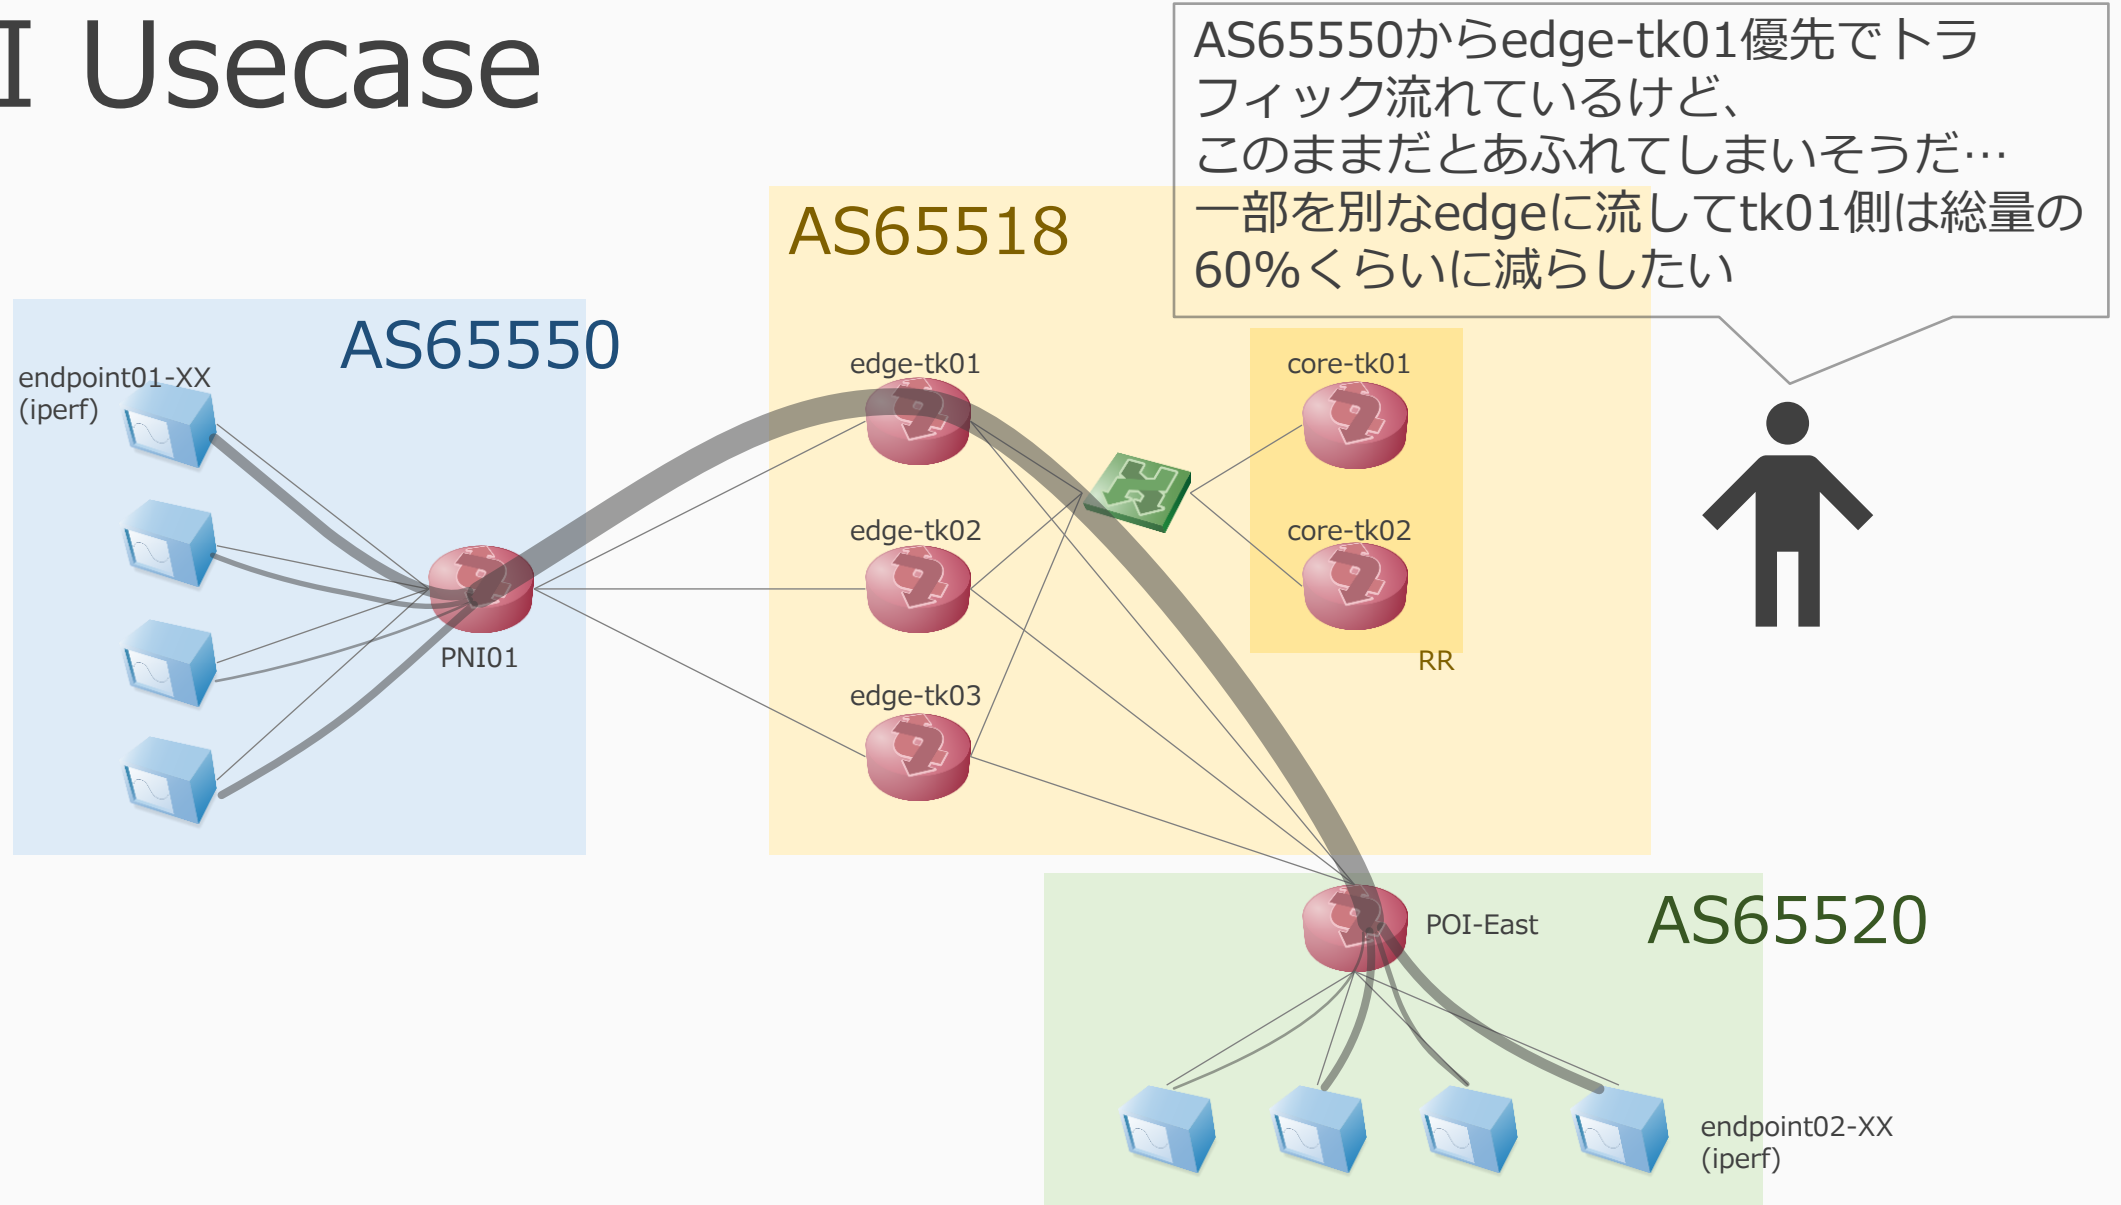 I Usecase
AS65550からedge-tk01優先でトラ
フィック流れているけど、
このままだとあふれてしまいそうだ…
一部を別なedgeに流してtk01側は総量の
60%くらいに減らしたい
AS65518
AS65550
endpoint01-XX
(iperf)
edge-tk01
core-tk01
edge-tk02
core-tk02
PNI01
RR
edge-tk03
AS65520
POI-East
endpoint02-XX
(iperf)